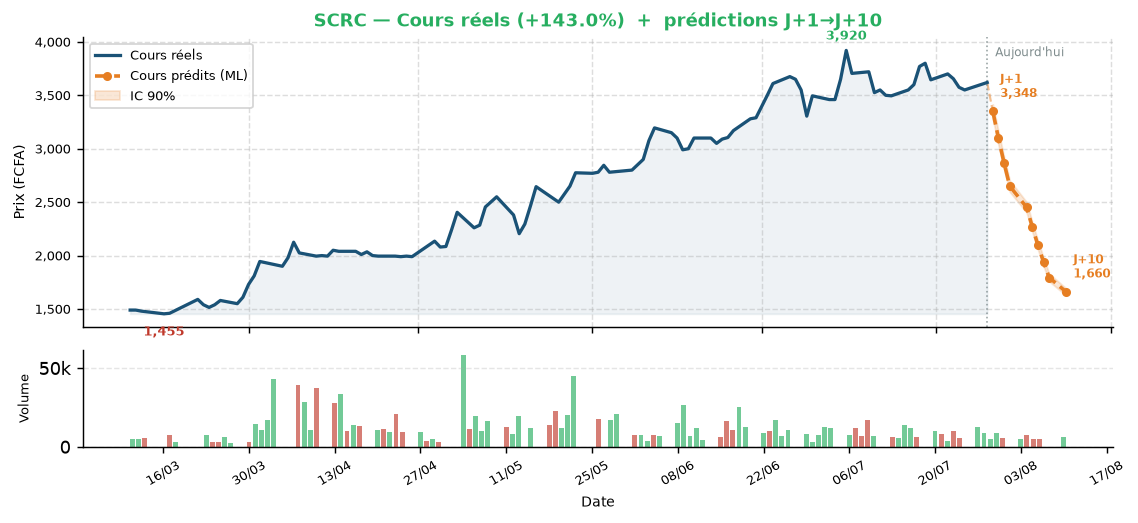 SCRC — Cours réels (+143.0%)  +  prédictions J+1→J+10
3,920
4,000
Cours réels
Cours prédits (ML)
IC 90%
Aujourd'hui
J+1
3,348
3,500
3,000
2,500
2,000
1,500
Prix (FCFA)
J+10
1,660
1,455
50k
0
Volume
16/03
30/03
13/04
27/04
11/05
25/05
08/06
22/06
06/07
20/07
03/08
17/08
Date